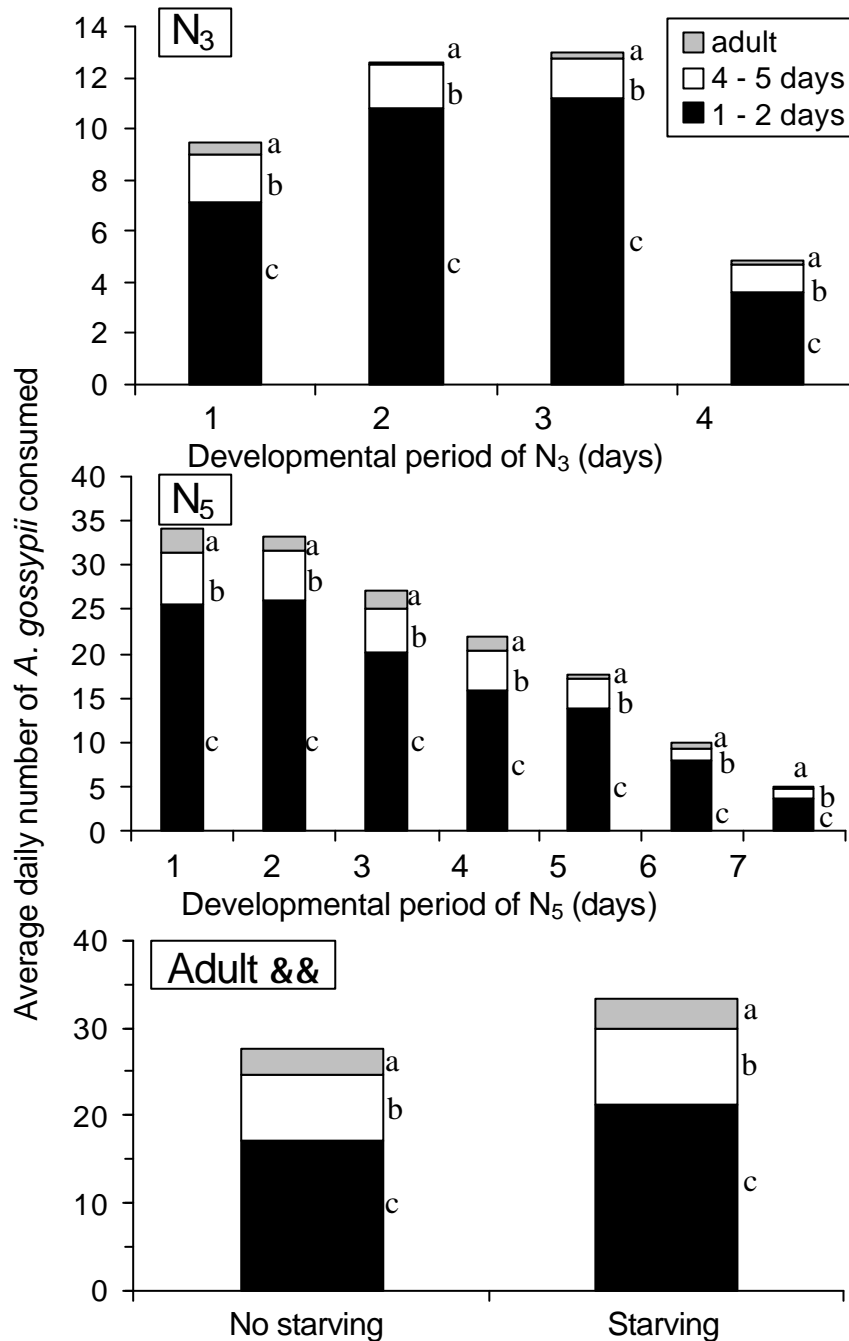 Average daily number of A. gossypii consumed
N₃
adult
4 - 5 days
1 - 2 days
14
12
10
8
6
4
2
0
a
b
c
a
b
c
a
b
c
a
b
c
1 2 3 4
Developmental period of N₃ (days)
N₅
40
35
30
25
20
15
10
5
0
a
b
c
a
b
c
a
b
c
a
b
c
a
b
c
a
b
c
a
b
c
1 2 3 4 5 6 7
Developmental period of N₅ (days)
Adult &&
40
30
20
10
0
a
b
c
a
b
c
No starving Starving